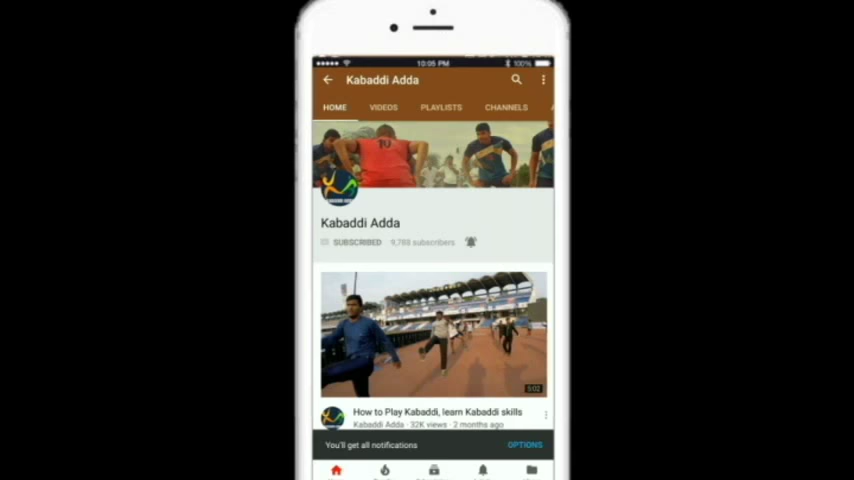 10:05 PM 100%
Kabaddi Adda
HOME VIDEOS PLAYLISTS CHANNELS
10
Kabaddi Adda
SUBSCRIBED 9,788 subscribers
5:02
How to Play Kabaddi, learn Kabaddi skills
Kabaddi Adda · 32K views · 2 months ago
You'll get all notifications OPTIONS